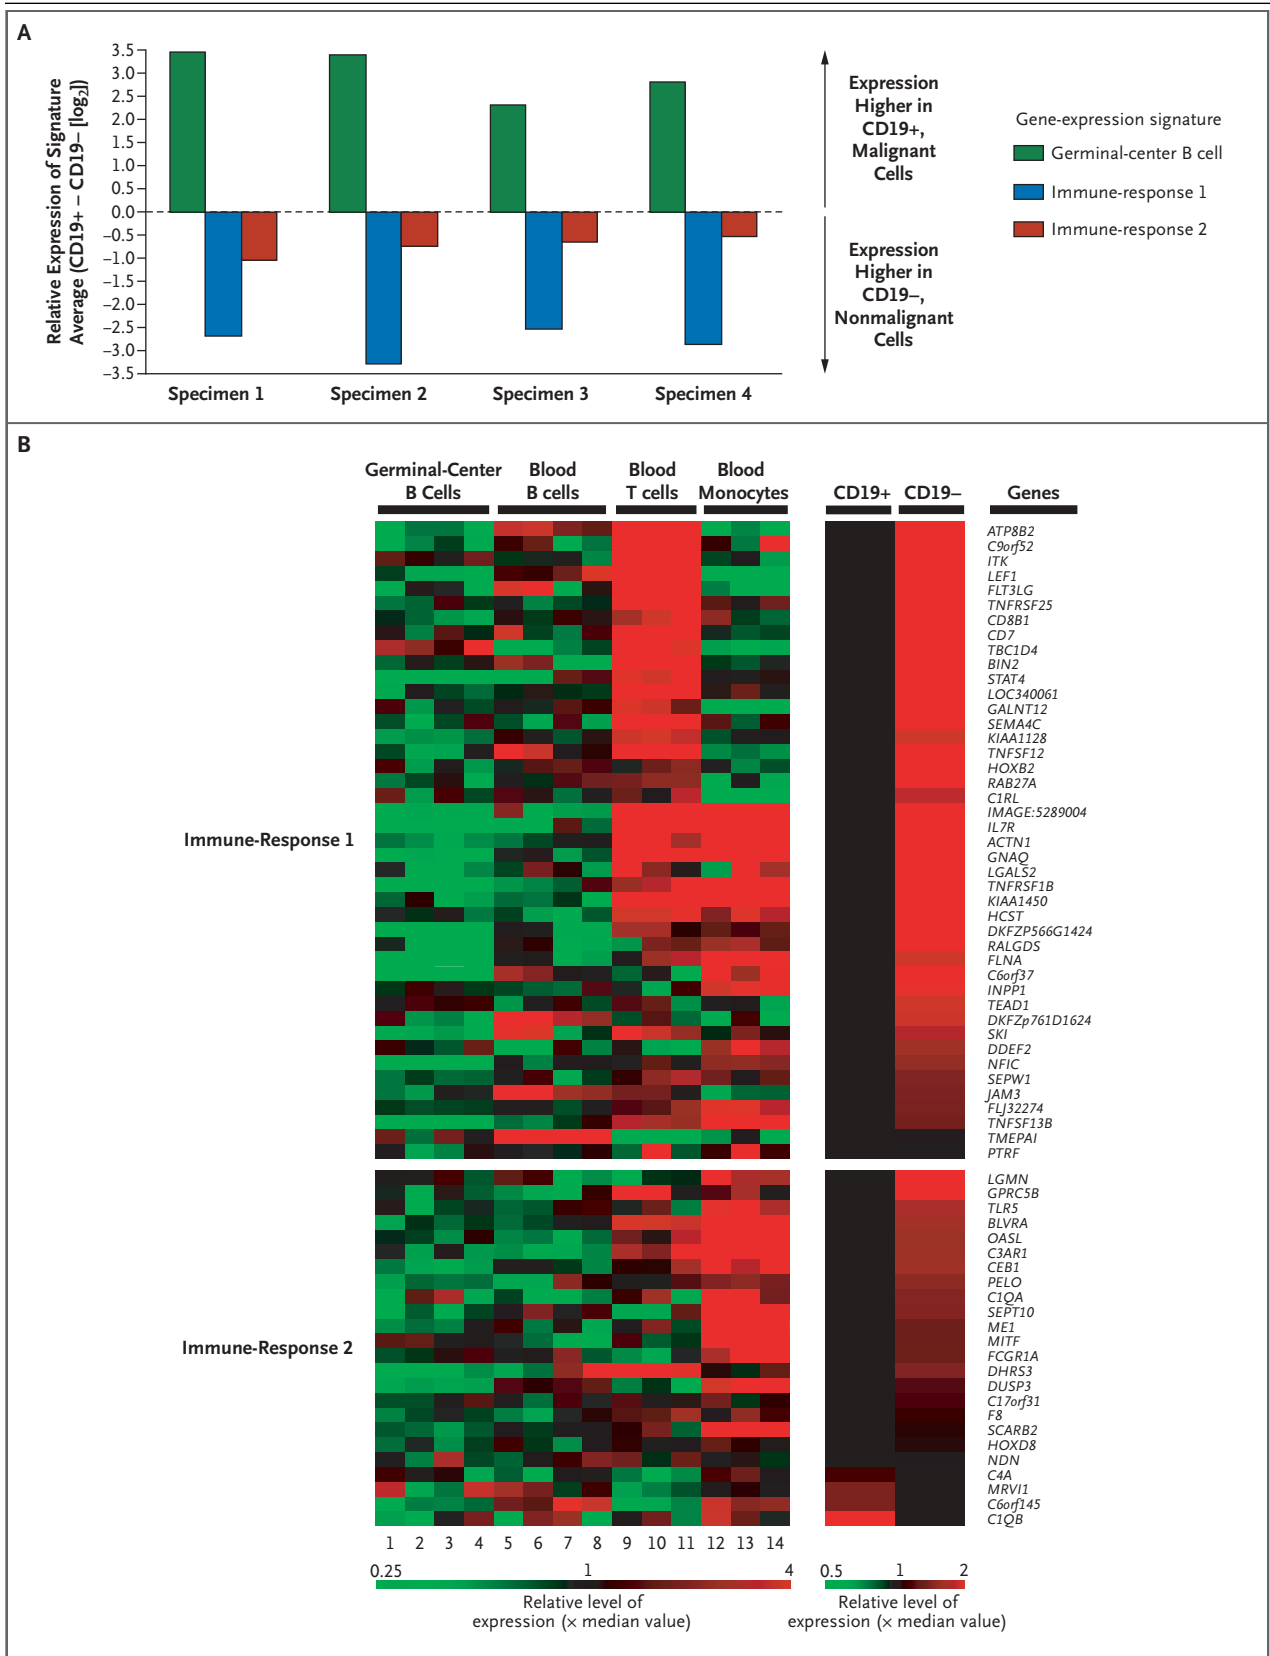 A
Relative Expression of Signature
Average (CD19+ – CD19– [log₂])
3.5
3.0
2.5
2.0
1.5
1.0
0.5
0.0
–0.5
–1.0
–1.5
–2.0
–2.5
–3.0
–3.5
Specimen 1
Specimen 2
Specimen 3
Specimen 4
Expression
Higher in
CD19+,
Malignant
Cells
Expression
Higher in
CD19–,
Nonmalignant
Cells
Gene-expression signature
Germinal-center B cell
Immune-response 1
Immune-response 2
B
Germinal-Center
B Cells
Blood
B cells
Blood
T cells
Blood
Monocytes
CD19+
CD19–
Genes
Immune-Response 1
ATP8B2
C9orf52
ITK
LEF1
FLT3LG
TNFRSF25
CD8B1
CD7
TBC1D4
BIN2
STAT4
LOC340061
GALNT12
SEMA4C
KIAA1128
TNFSF12
HOXB2
RAB27A
C1RL
IMAGE:5289004
IL7R
ACTN1
GNAQ
LGALS2
TNFRSF1B
KIAA1450
HCST
DKFZP566G1424
RALGDS
FLNA
C6orf37
INPP1
TEAD1
DKFZp761D1624
SKI
DDEF2
NFIC
SEPW1
JAM3
FLJ32274
TNFSF13B
TMEPAI
PTRF
Immune-Response 2
LGMN
GPRC5B
TLR5
BLVRA
OASL
C3AR1
CEB1
PELO
C1QA
SEPT10
ME1
MITF
FCGR1A
DHRS3
DUSP3
C17orf31
F8
SCARB2
HOXD8
NDN
C4A
MRVI1
C6orf145
C1QB
1 2 3 4 5 6 7 8 9 10 11 12 13 14
0.25 1 4
Relative level of
expression (× median value)
0.5 1 2
Relative level of
expression (× median value)